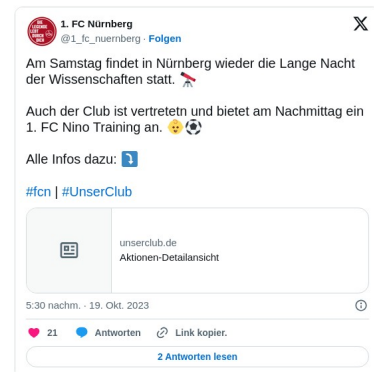 1. FC Nürnberg
@1_fc_nuernberg · Folgen
Am Samstag findet in Nürnberg wieder die Lange Nacht
der Wissenschaften statt. 🔭
Auch der Club ist vertretetn und bietet am Nachmittag ein
1. FC Nino Training an. 👶⚽
Alle Infos dazu: ⤵️
#fcn | #UnserClub
unserclub.de
Aktionen-Detailansicht
5:30 nachm. · 19. Okt. 2023
21 Antworten Link kopier.
2 Antworten lesen